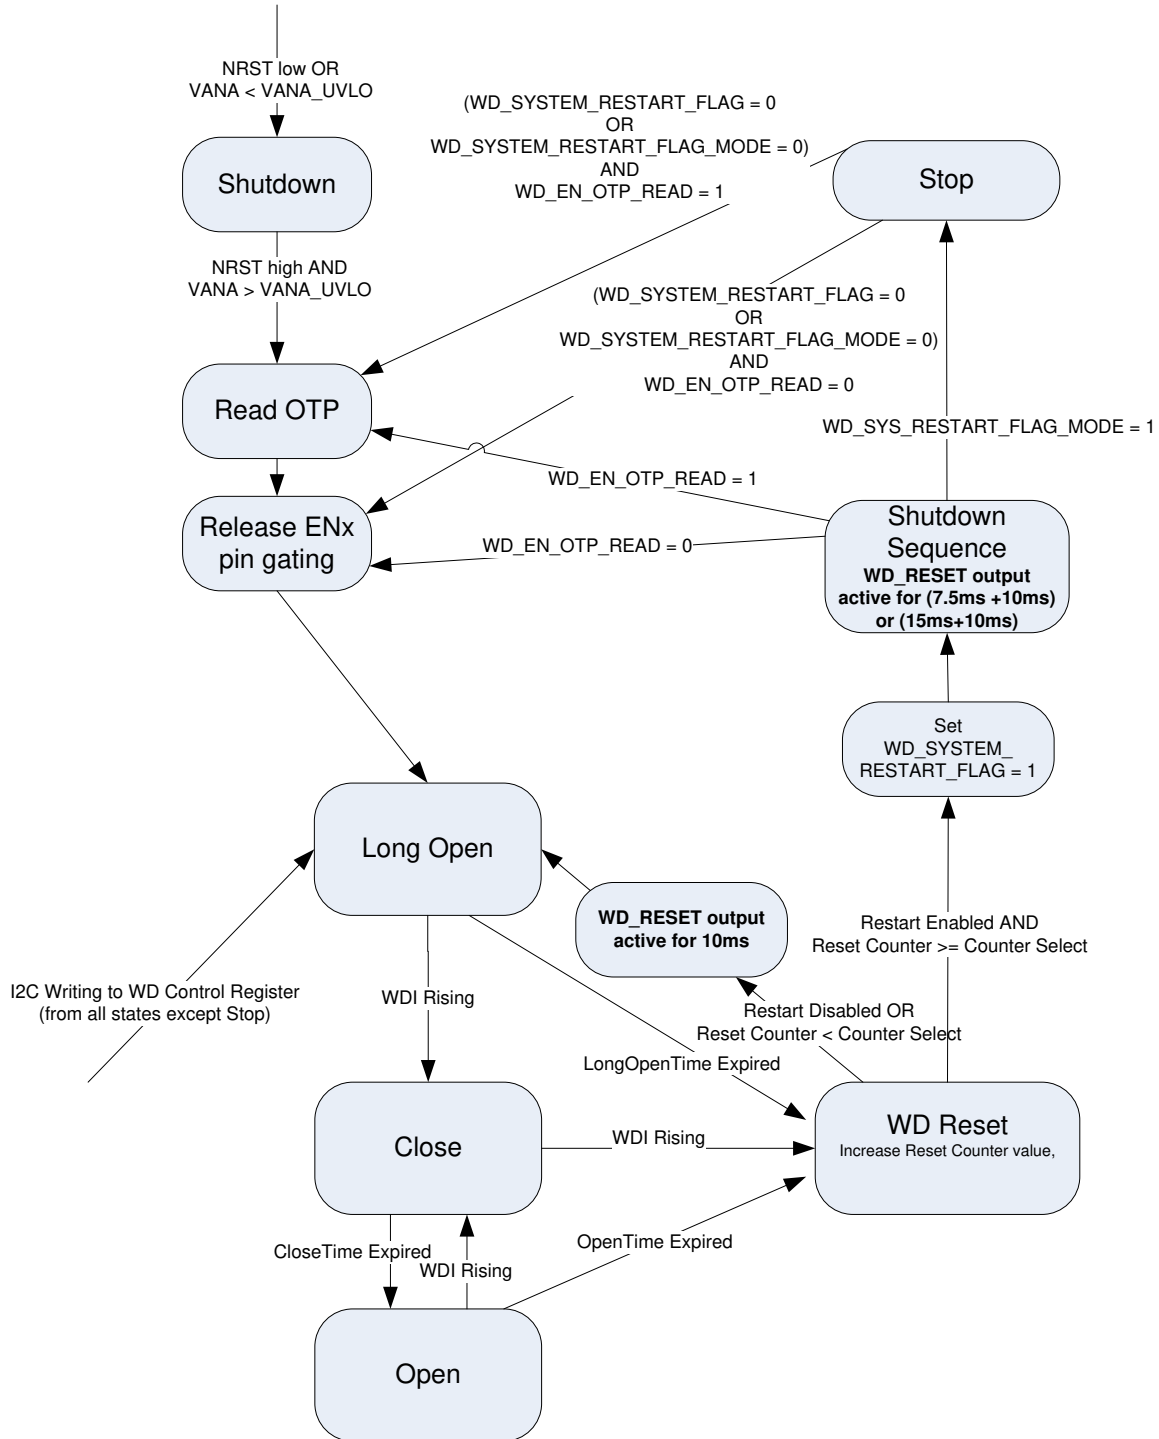 NRST low OR
VANA < VANA_UVLO
Shutdown
NRST high AND
VANA > VANA_UVLO
(WD_SYSTEM_RESTART_FLAG = 0
OR
WD_SYSTEM_RESTART_FLAG_MODE = 0)
AND
WD_EN_OTP_READ = 1
Stop
(WD_SYSTEM_RESTART_FLAG = 0
OR
WD_SYSTEM_RESTART_FLAG_MODE = 0)
AND
WD_EN_OTP_READ = 0
Read OTP
WD_SYS_RESTART_FLAG_MODE = 1
WD_EN_OTP_READ = 1
Release ENx
pin gating
WD_EN_OTP_READ = 0
Shutdown
Sequence
WD_RESET output
active for (7.5ms +10ms)
or (15ms+10ms)
Set
WD_SYSTEM_
RESTART_FLAG = 1
Long Open
WD_RESET output
active for 10ms
Restart Enabled AND
Reset Counter >= Counter Select
I2C Writing to WD Control Register
(from all states except Stop)
WDI Rising
Restart Disabled OR
Reset Counter < Counter Select
LongOpenTime Expired
Close
WDI Rising
WD Reset
Increase Reset Counter value,
CloseTime Expired
WDI Rising
OpenTime Expired
Open